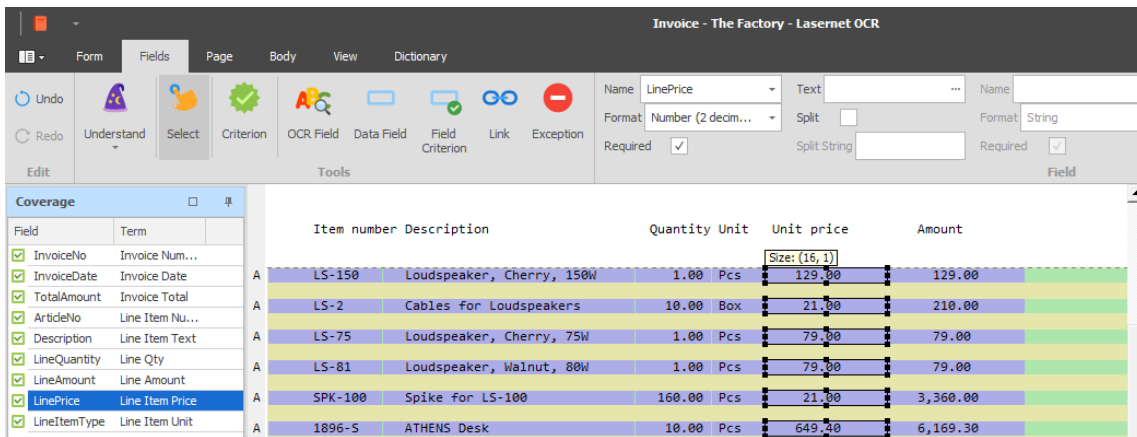 Invoice - The Factory - Lasernet OCR
Form Fields Page Body View Dictionary
Undo
Redo
Edit
Understand
Select
Criterion
OCR Field
Data Field
Field Criterion
Link
Exception
Tools
Name LinePrice
Format Number (2 decim...
Required
Text ...
Split
Split String
Name
Format String
Required
Field
Coverage
Field Term
InvoiceNo Invoice Num...
InvoiceDate Invoice Date
TotalAmount Invoice Total
ArticleNo Line Item Nu...
Description Line Item Text
LineQuantity Line Qty
LineAmount Line Amount
LinePrice Line Item Price
LineItemType Line Item Unit
Item number Description Quantity Unit Unit price Amount
Size: (16, 1)
A LS-150 Loudspeaker, Cherry, 150W 1.00 Pcs 129.00 129.00
A LS-2 Cables for Loudspeakers 10.00 Box 21.00 210.00
A LS-75 Loudspeaker, Cherry, 75W 1.00 Pcs 79.00 79.00
A LS-81 Loudspeaker, Walnut, 80W 1.00 Pcs 79.00 79.00
A SPK-100 Spike for LS-100 160.00 Pcs 21.00 3,360.00
A 1896-S ATHENS Desk 10.00 Pcs 649.40 6,169.30